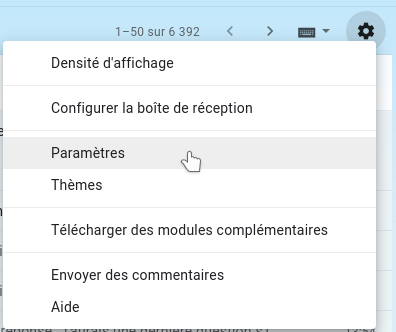 1–50 sur 6 392
Densité d'affichage
Configurer la boîte de réception
Paramètres
Thèmes
Télécharger des modules complémentaires
Envoyer des commentaires
Aide